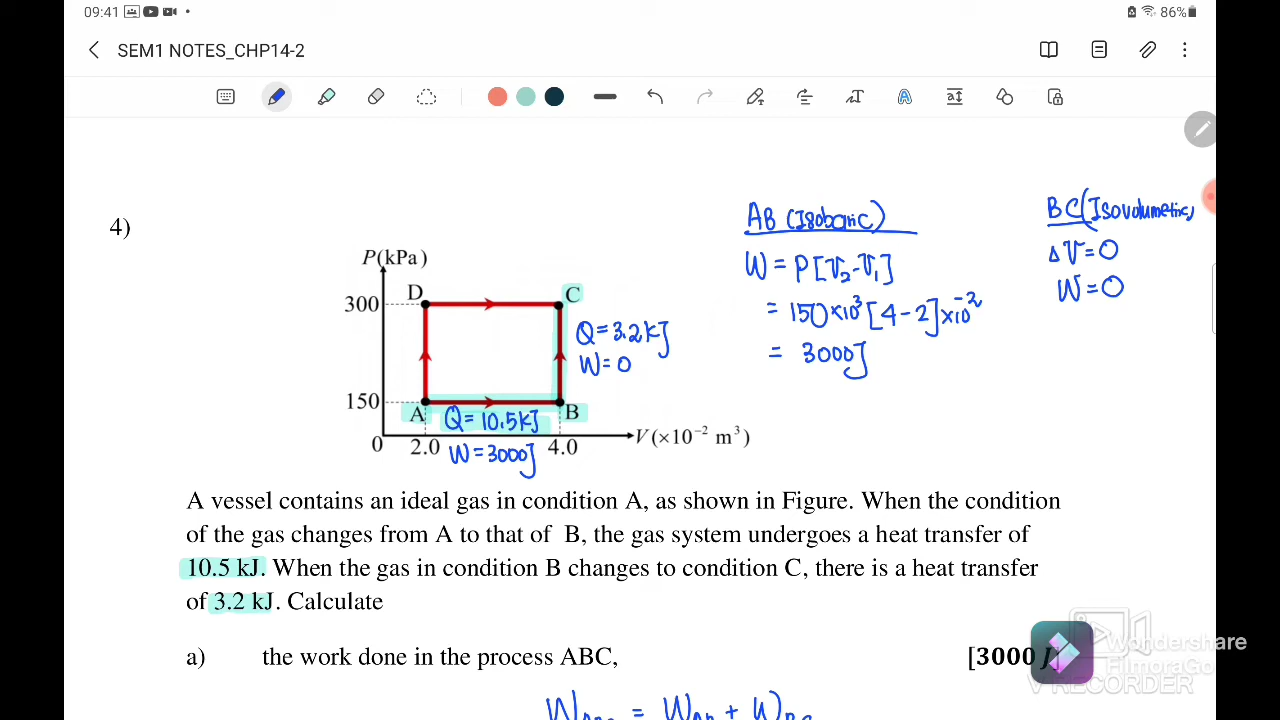 09:41
86%
SEM1 NOTES_CHP14-2
4)
P(kPa)
300
D
C
Q=3.2kJ
W=0
150
A
B
Q=10.5kJ
0
2.0
W=3000J
4.0
V(×10⁻² m³)
AB (Isobaric)
W = P[V₂-V₁]
= 150×10³[4-2]×10⁻²
= 3000J
BC(Isovolumetric)
ΔV=0
W=0
A vessel contains an ideal gas in condition A, as shown in Figure. When the condition
of the gas changes from A to that of B, the gas system undergoes a heat transfer of
10.5 kJ. When the gas in condition B changes to condition C, there is a heat transfer
of 3.2 kJ. Calculate
a) the work done in the process ABC, [3000 J
Wondershare
FilmoraGo
VRECORDER